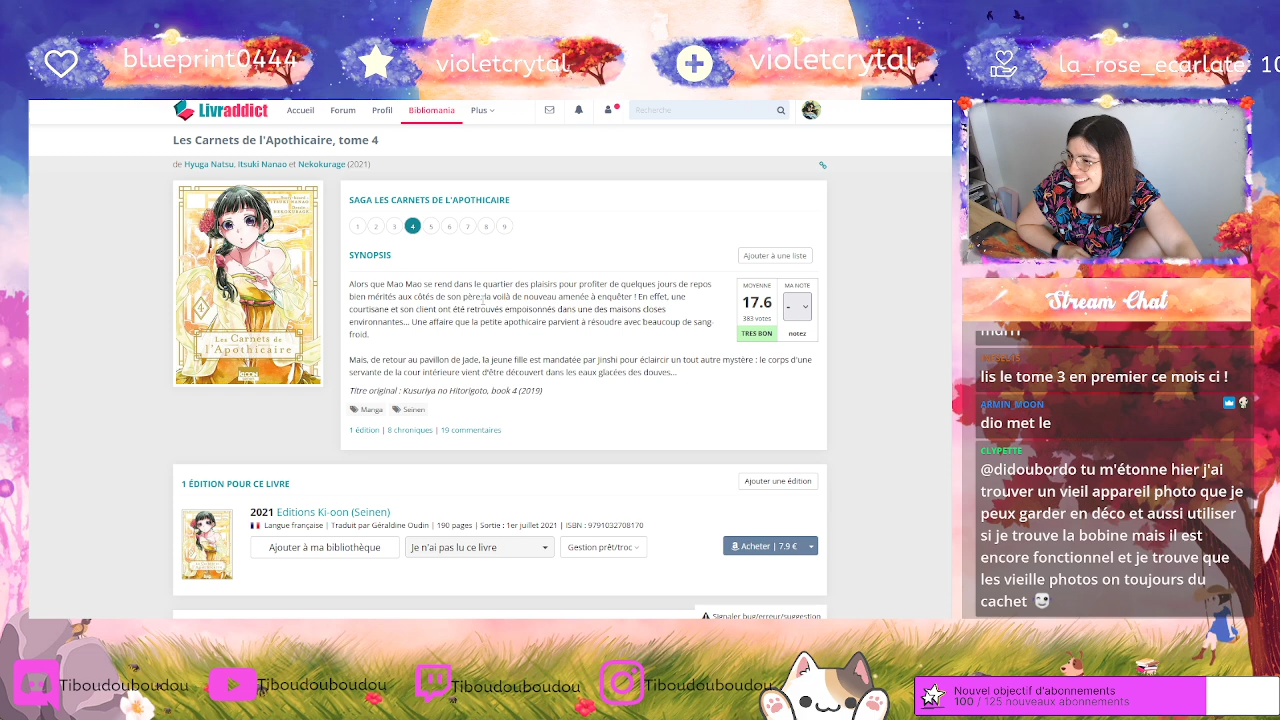 blueprint0444
violetcrytal
violetcrytal
la_rose_ecarlate: 10
Livraddict
Accueil
Forum
Profil
Bibliomania
Plus
Recherche
Les Carnets de l'Apothicaire, tome 4
de Hyuga Natsu, Itsuki Nanao et Nekokurage (2021)
4
Les Carnets de
l'Apothicaire
KI-OON
SAGA LES CARNETS DE L'APOTHICAIRE
1 2 3 4 5 6 7 8 9
SYNOPSIS
Ajouter à une liste
Alors que Mao Mao se rend dans le quartier des plaisirs pour profiter de quelques jours de repos
bien mérités aux côtés de son père, la voilà de nouveau amenée à enquêter ! En effet, une
courtisane et son client ont été retrouvés empoisonnés dans une des maisons closes
environnantes... Une affaire que la petite apothicaire parvient à résoudre avec beaucoup de sang-
froid.
Mais, de retour au pavillon de Jade, la jeune fille est mandatée par Jinshi pour éclaircir un tout autre mystère : le corps d'une
servante de la cour intérieure vient d'être découvert dans les eaux glacées des douves...
Titre original : Kusuriya no Hitorigoto, book 4 (2019)
Manga
Seinen
1 édition | 8 chroniques | 19 commentaires
MOYENNE
17.6
383 votes
TRES BON
MA NOTE
-
notez
1 ÉDITION POUR CE LIVRE
Ajouter une édition
2021 Editions Ki-oon (Seinen)
Langue française | Traduit par Géraldine Oudin | 190 pages | Sortie : 1er juillet 2021 | ISBN : 9791032708170
Ajouter à ma bibliothèque
Je n'ai pas lu ce livre
Gestion prêt/troc
Acheter | 7.9 €
Signaler bug/erreur/suggestion
Stream Chat
lis le tome 3 en premier ce mois ci !
ARMIN_MOON
dio met le
CLYPETTE
@didoubordo tu m'étonne hier j'ai
trouver un vieil appareil photo que je
peux garder en déco et aussi utiliser
si je trouve la bobine mais il est
encore fonctionnel et je trouve que
les vieille photos on toujours du
cachet
Tiboudouboudou
Tiboudouboudou
Tiboudouboudou
Tiboudouboudou
Nouvel objectif d'abonnements
100 / 125 nouveaux abonnements